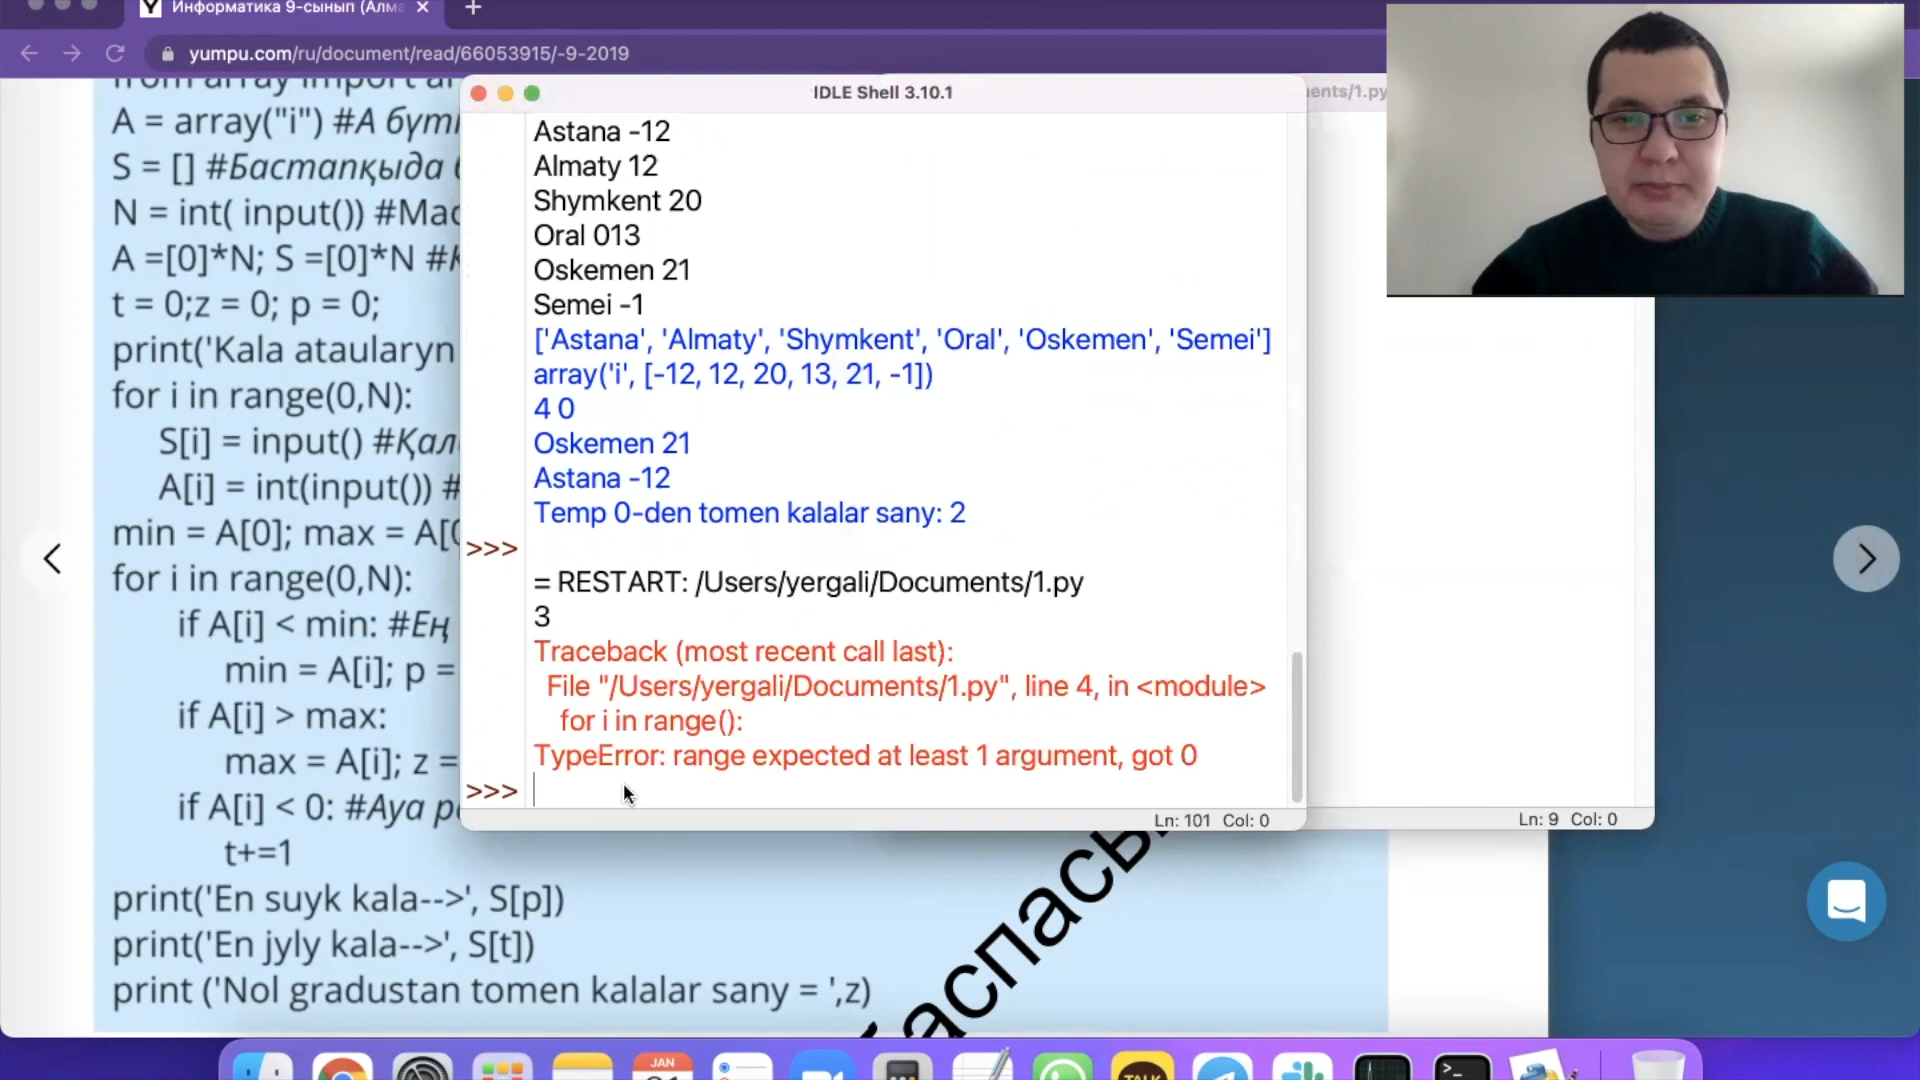 Информатика 9-сынып (Алма
yumpu.com/ru/document/read/66053915/-9-2019
from array import ar
A = array("i") #А бүті
S = [] #Бастапқыда
N = int( input()) #Мас
A =[0]*N; S =[0]*N #
t = 0;z = 0; p = 0;
print('Kala ataularyn
for i in range(0,N):
S[i] = input() #Қал
A[i] = int(input()) #
min = A[0]; max = A[0
for i in range(0,N):
if A[i] < min: #Ең
min = A[i]; p =
if A[i] > max:
max = A[i]; z =
if A[i] < 0: #Ауа
t+=1
print('En suyk kala-->', S[p])
print('En jyly kala-->', S[t])
print ('Nol gradustan tomen kalalar sany = ',z)
IDLE Shell 3.10.1
ents/1.py
Astana -12
Almaty 12
Shymkent 20
Oral 013
Oskemen 21
Semei -1
['Astana', 'Almaty', 'Shymkent', 'Oral', 'Oskemen', 'Semei']
array('i', [-12, 12, 20, 13, 21, -1])
4 0
Oskemen 21
Astana -12
Temp 0-den tomen kalalar sany: 2
>>>
= RESTART: /Users/yergali/Documents/1.py
3
Traceback (most recent call last):
File "/Users/yergali/Documents/1.py", line 4, in <module>
for i in range():
TypeError: range expected at least 1 argument, got 0
>>>
Ln: 101 Col: 0
Ln: 9 Col: 0
баспасы
JAN
TALK